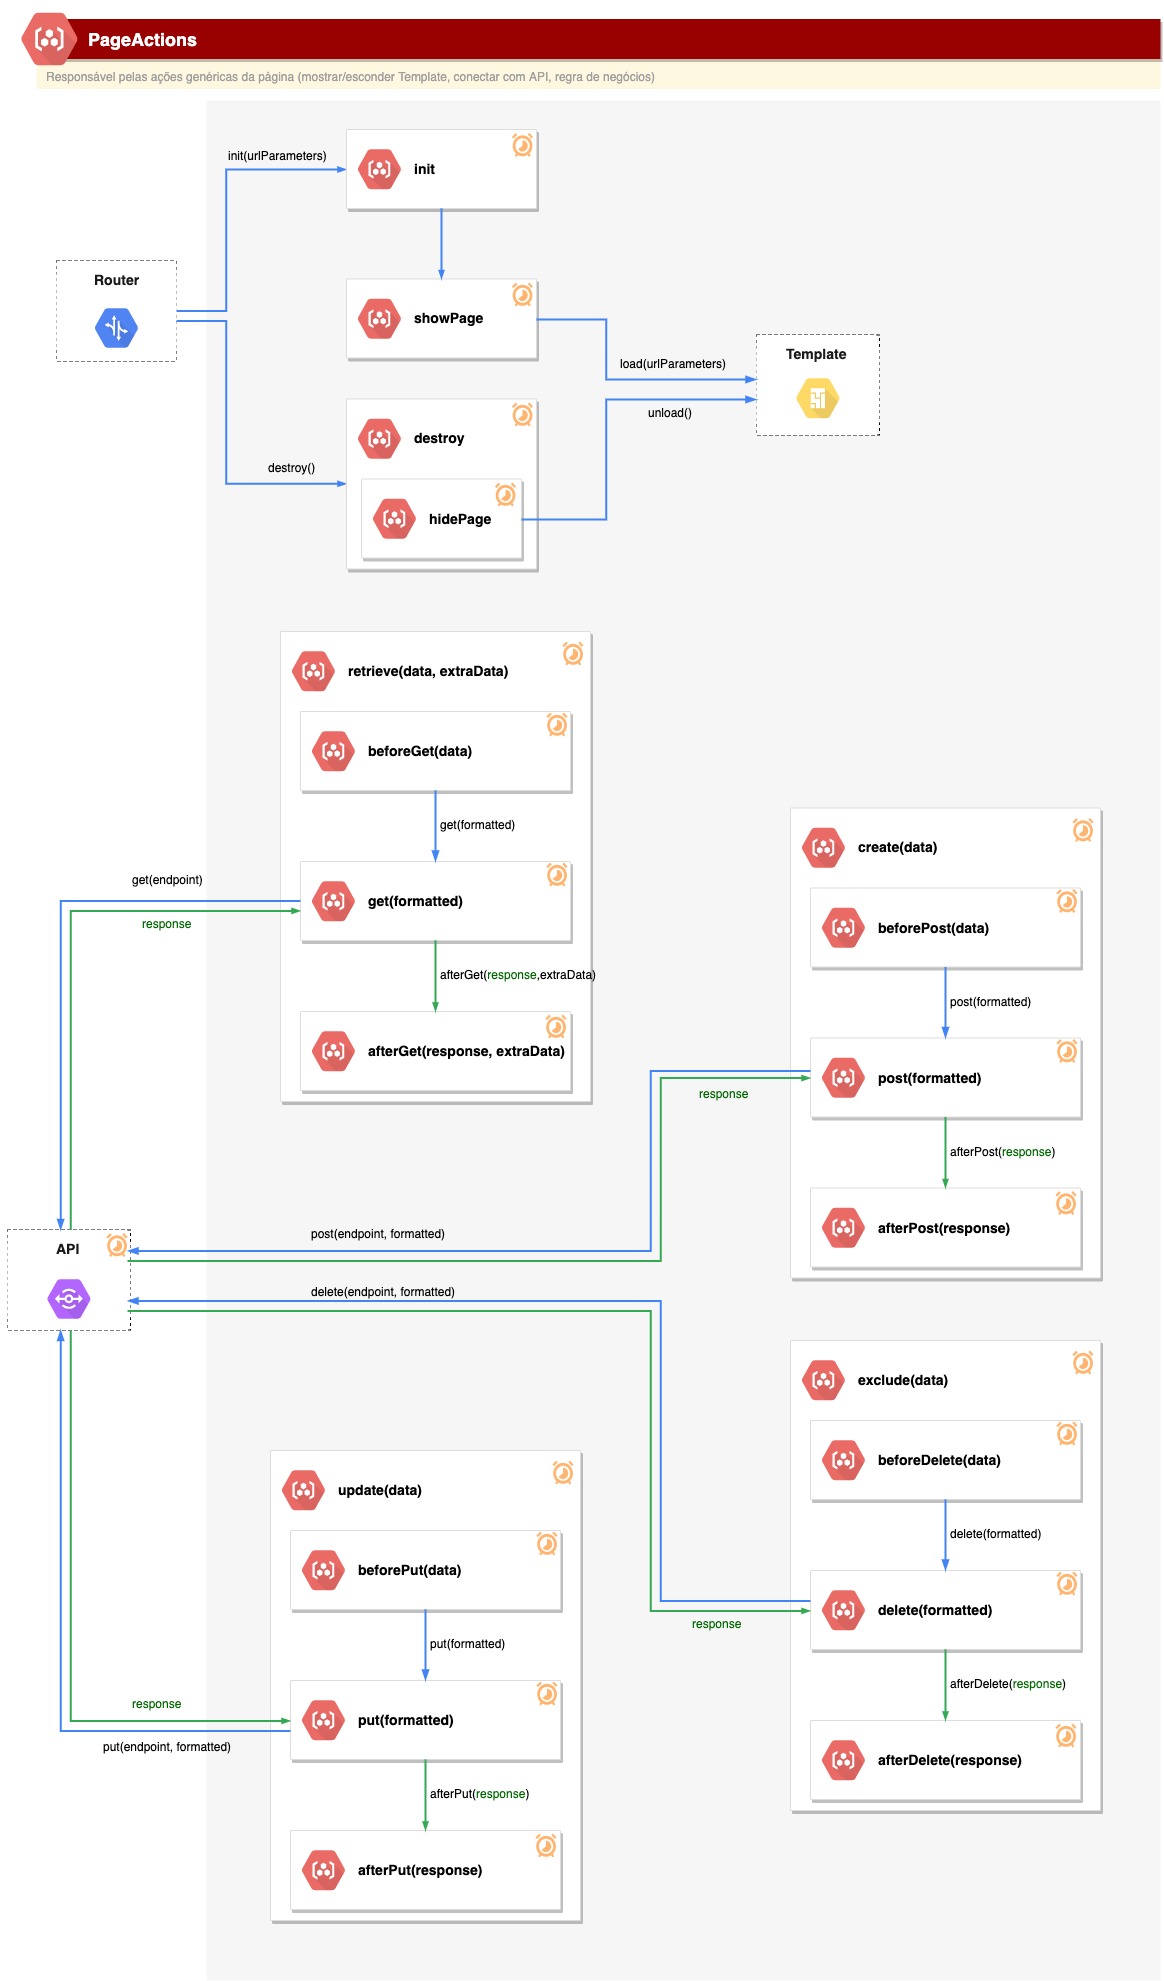 PageActions
Responsável pelas ações genéricas da página (mostrar/esconder Template, conectar com API, regra de negócios)
init(urlParameters)
init
Router
showPage
Template
load(urlParameters)
unload()
destroy
destroy()
hidePage
retrieve(data, extraData)
beforeGet(data)
get(formatted)
get(endpoint)
get(formatted)
response
afterGet(response,extraData)
afterGet(response, extraData)
create(data)
beforePost(data)
post(formatted)
post(formatted)
response
afterPost(response)
afterPost(response)
post(endpoint, formatted)
API
delete(endpoint, formatted)
exclude(data)
beforeDelete(data)
delete(formatted)
delete(formatted)
response
afterDelete(response)
afterDelete(response)
update(data)
beforePut(data)
put(formatted)
response
put(formatted)
put(endpoint, formatted)
afterPut(response)
afterPut(response)